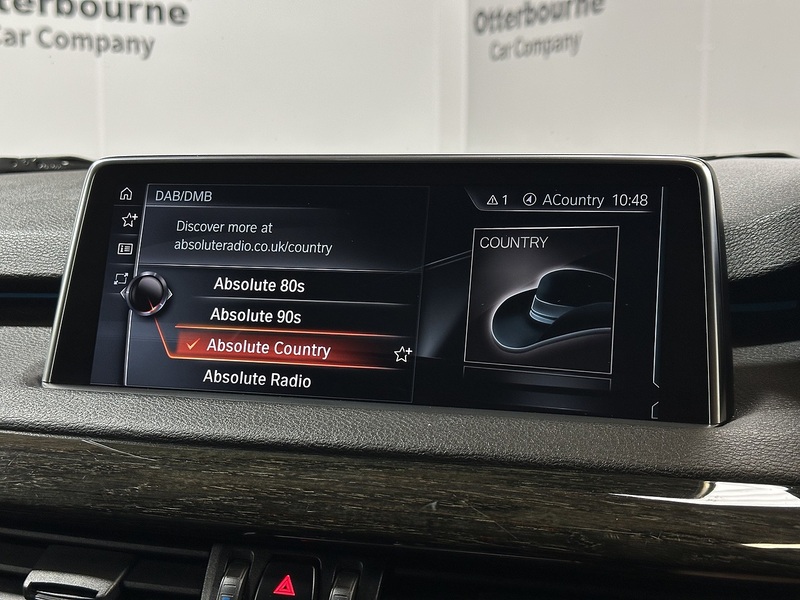 Otterbourne
Car Company
Otterbourne
Car Company
DAB/DMB
1 ACountry 10:48
Discover more at
absoluteradio.co.uk/country
COUNTRY
Absolute 80s
Absolute 90s
Absolute Country
Absolute Radio